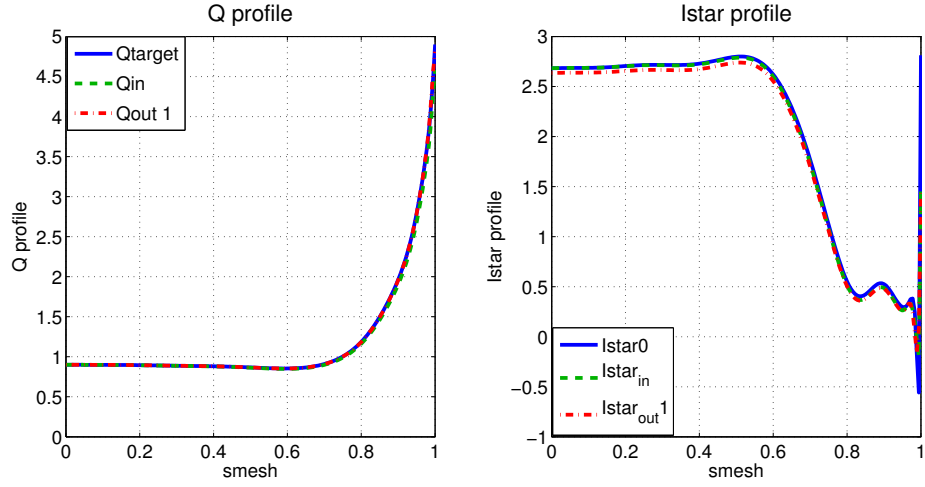 Q profile
5
4.5
4
3.5
3
2.5
2
1.5
1
0.5
0
Q profile
Qtarget
Qin
Qout 1
0 0.2 0.4 0.6 0.8 1
smesh
Istar profile
3
2.5
2
1.5
1
0.5
0
−0.5
−1
Istar profile
Istar0
Istar_in
Istar_out1
0 0.2 0.4 0.6 0.8 1
smesh